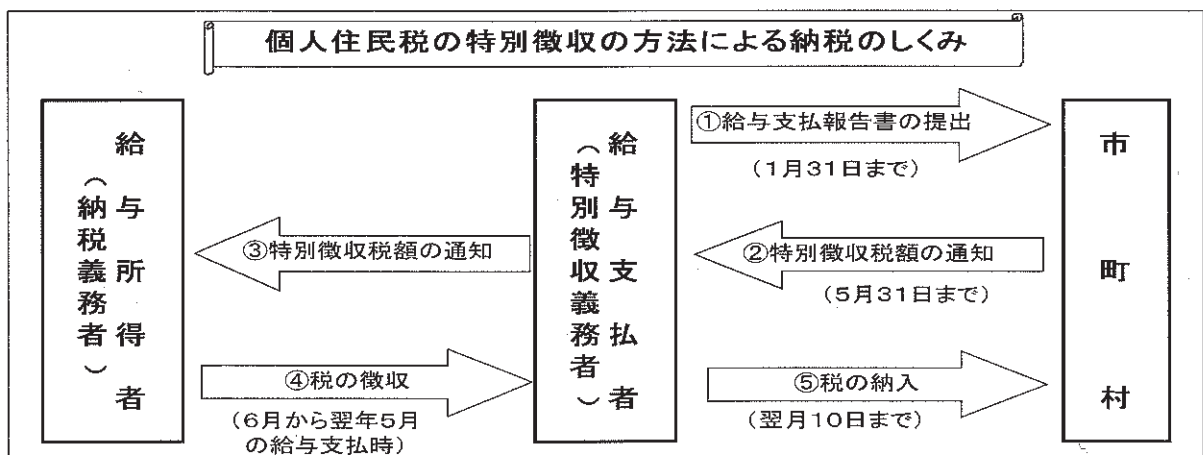 個人住民税の特別徴収の方法による納税のしくみ
給与所得者
（納税義務者）
給与支払者
（特別徴収義務者）
市町村
①給与支払報告書の提出
（1月31日まで）
②特別徴収税額の通知
（5月31日まで）
③特別徴収税額の通知
④税の徴収
（6月から翌年5月
の給与支払時）
⑤税の納入
（翌月10日まで）